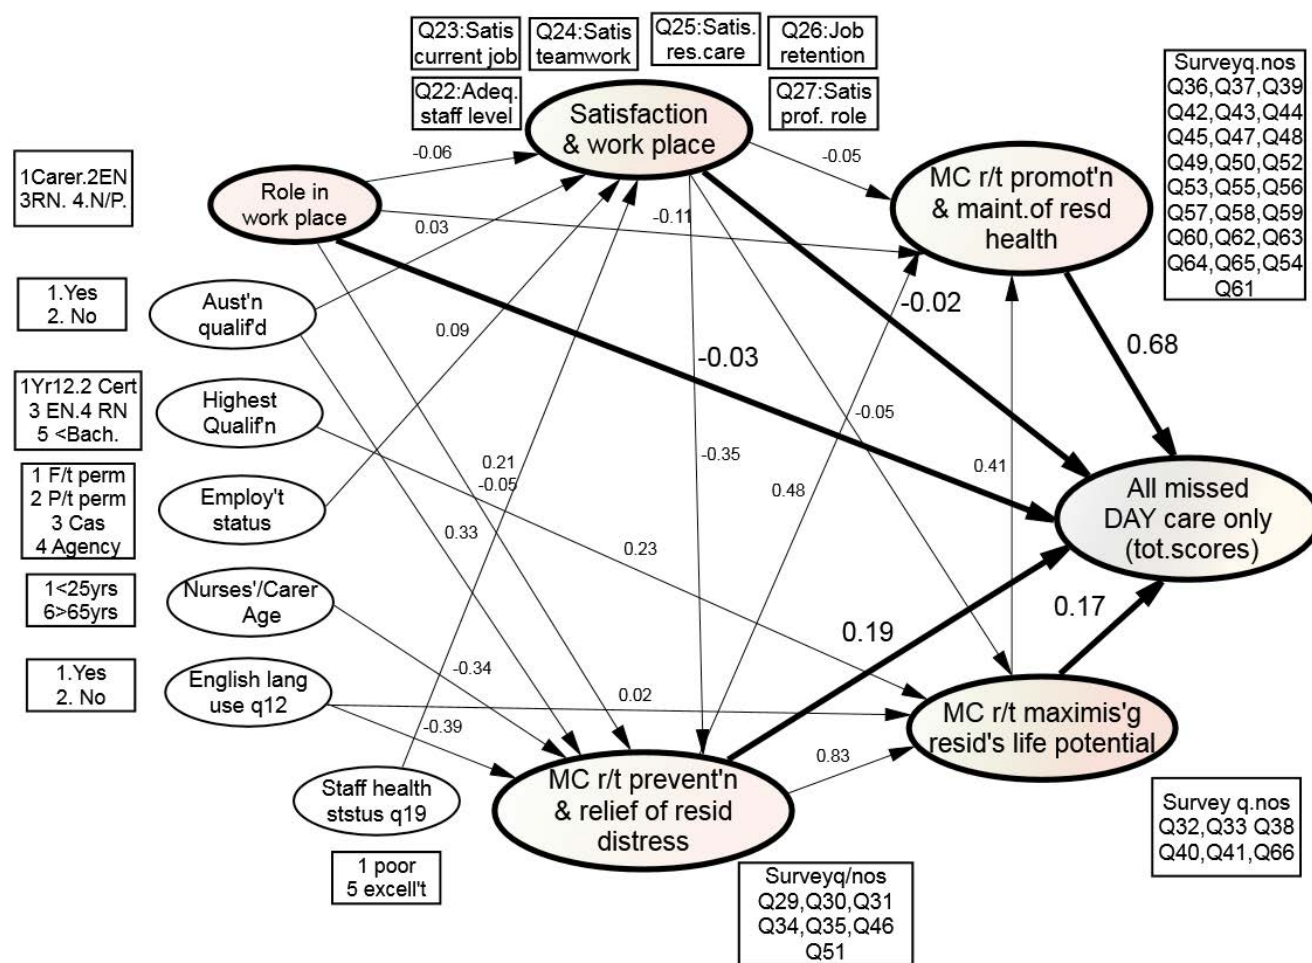 Q23:Satis
current job
Q24:Satis
teamwork
Q25:Satis.
res.care
Q26:Job
retention
Q22:Adeq.
staff level
Satisfaction
& work place
Q27:Satis
prof. role
Surveyq.nos
Q36,Q37,Q39
Q42,Q43,Q44
Q45,Q47,Q48
Q49,Q50,Q52
Q53,Q55,Q56
Q57,Q58,Q59
Q60,Q62,Q63
Q64,Q65,Q54
Q61
1Carer.2EN
3RN. 4.N/P.
Role in
work place
-0.06
-0.05
MC r/t promot'n
& maint.of resd
health
0.03
-0.11
1.Yes
2. No
Aust'n
qualif'd
0.09
-0.02
-0.03
0.68
1Yr12.2 Cert
3 EN.4 RN
5 <Bach.
Highest
Qualif'n
-0.05
-0.35
0.21
-0.05
0.48
0.41
1 F/t perm
2 P/t perm
3 Cas
4 Agency
Employ't
status
0.33
0.23
All missed
DAY care only
(tot.scores)
1<25yrs
6>65yrs
Nurses'/Carer
Age
0.19
0.17
1.Yes
2. No
English lang
use q12
-0.34
0.02
-0.39
MC r/t maximis'g
resid's life potential
0.83
Staff health
ststus q19
MC r/t prevent'n
& relief of resid
distress
1 poor
5 excell't
Surveyq/nos
Q29,Q30,Q31
Q34,Q35,Q46
Q51
Survey q.nos
Q32,Q33 Q38
Q40,Q41,Q66